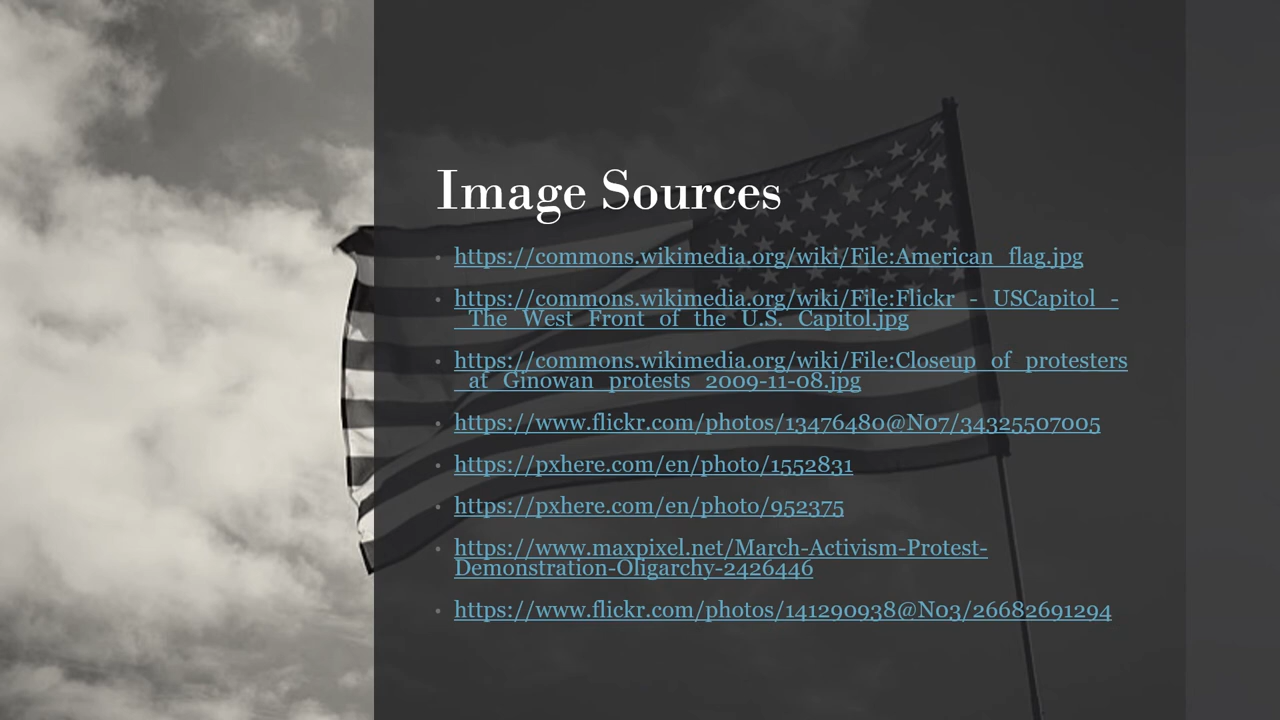 Image Sources
https://commons.wikimedia.org/wiki/File:American_flag.jpg
https://commons.wikimedia.org/wiki/File:Flickr_-_USCapitol_-
_The_West_Front_of_the_U.S._Capitol.jpg
https://commons.wikimedia.org/wiki/File:Closeup_of_protesters
_at_Ginowan_protests_2009-11-08.jpg
https://www.flickr.com/photos/13476480@N07/34325507005
https://pxhere.com/en/photo/1552831
https://pxhere.com/en/photo/952375
https://www.maxpixel.net/March-Activism-Protest-
Demonstration-Oligarchy-2426446
https://www.flickr.com/photos/141290938@N03/26682691294